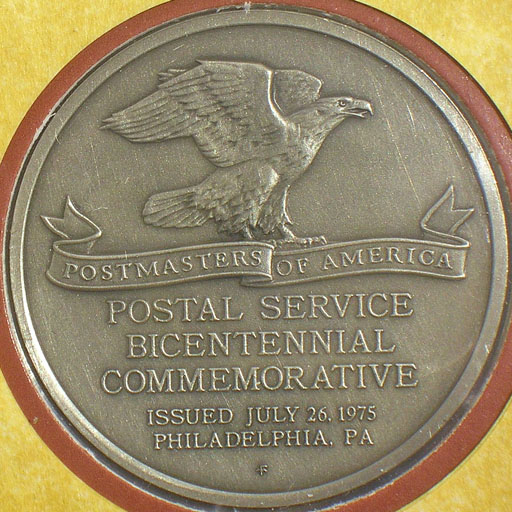 POSTMASTERS OF AMERICA
POSTAL SERVICE
BICENTENNIAL
COMMEMORATIVE
ISSUED JULY 26, 1975
PHILADELPHIA, PA